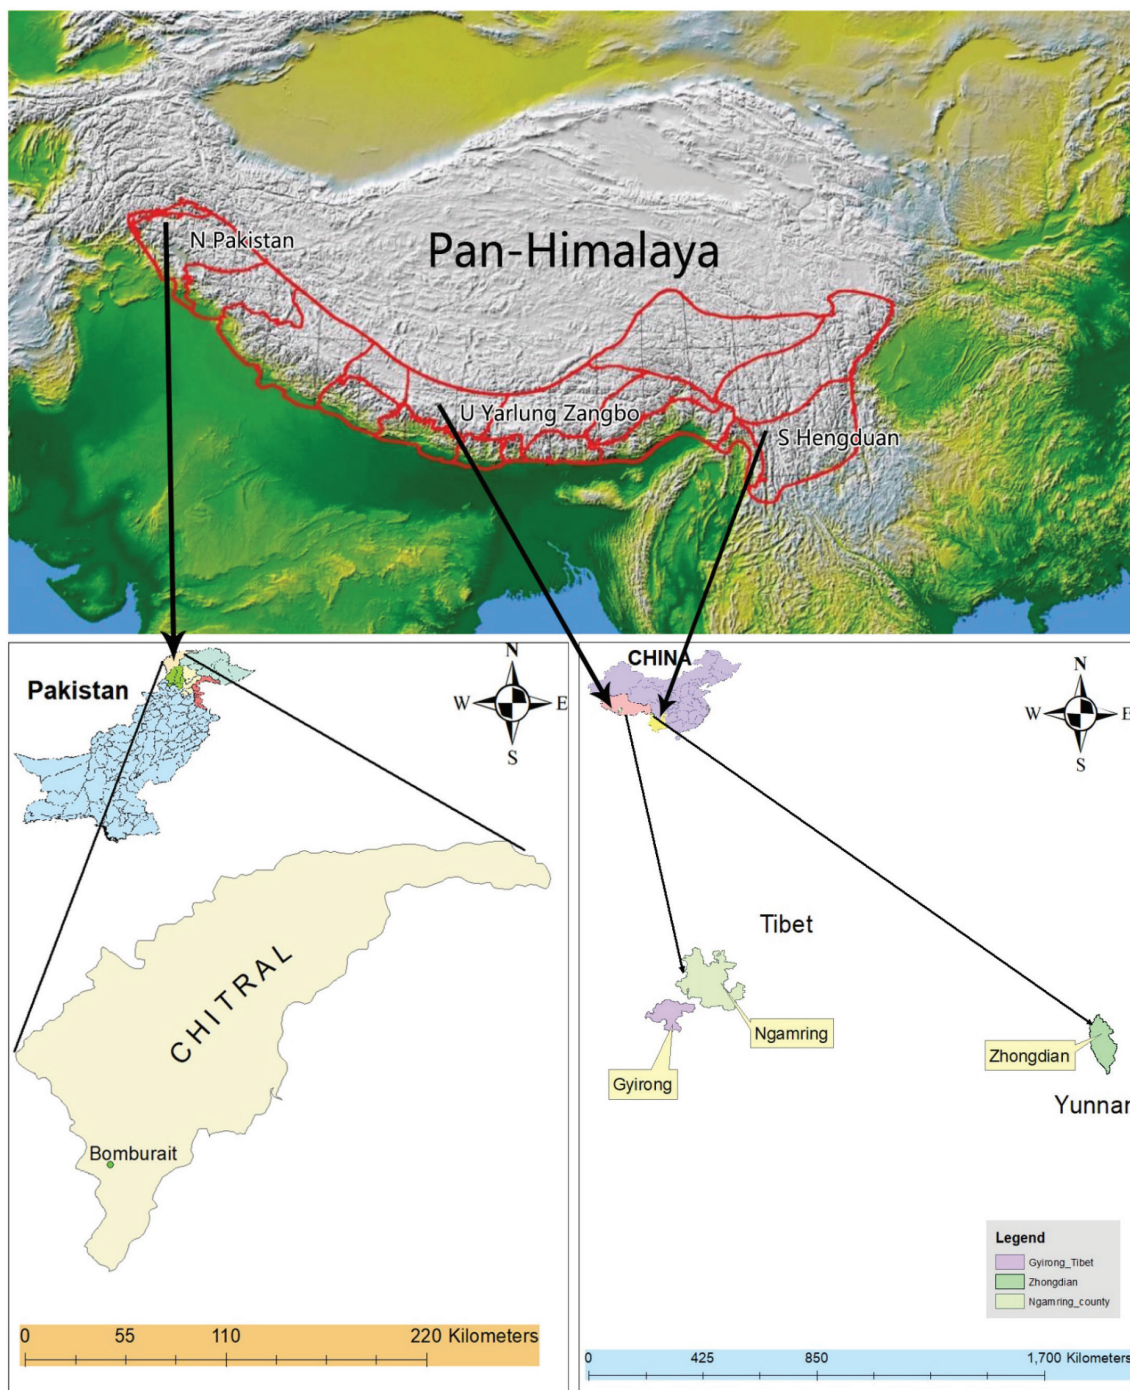 N Pakistan
Pan-Himalaya
U Yarlung Zangbo
S Hengduan
Pakistan
N
W
E
S
CHITRAL
Bomburait
0 55 110 220 Kilometers
CHINA
N
W
E
S
Tibet
Ngamring
Gyirong
Zhongdian
Yunnan
Legend
Gyirong_Tibet
Zhongdian
Ngamring_county
0 425 850 1,700 Kilometers